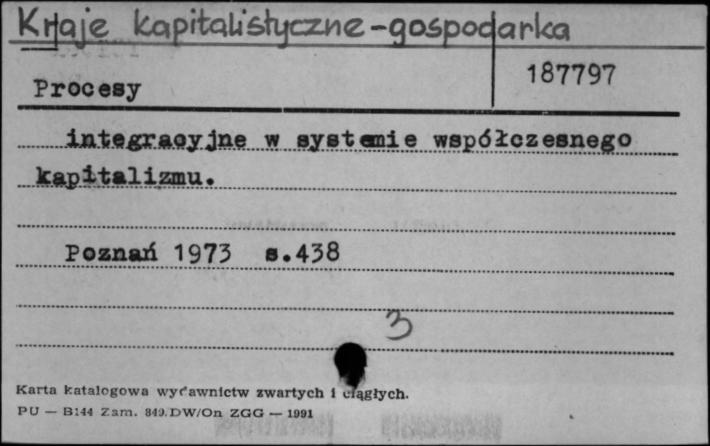 Kraje kapitalistyczne-gospodarka
187797
Procesy
integracyjne w systemie współczesnego
kapitalizmu.
Poznań 1973 s.438
3
Karta katalogowa wydawnictw zwartych i ciągłych.
PU — B144 Zam. 849.DW/On ZGG — 1991